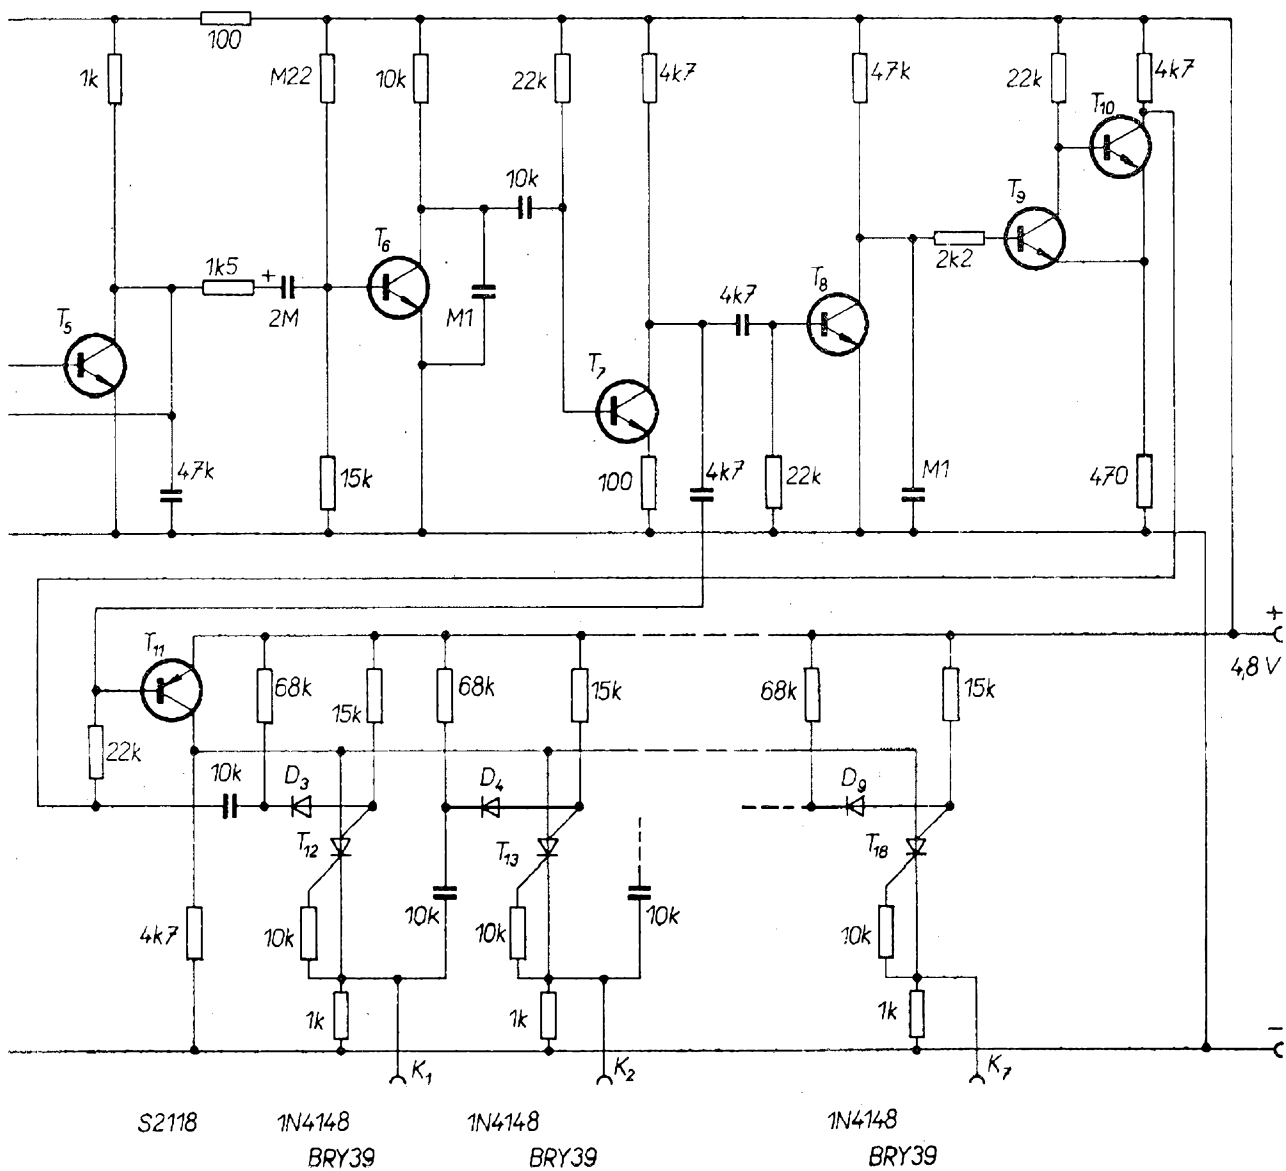 100
1k
M22
10k
22k
4k7
47k
22k
4k7
T10
10k
T9
T6
1k5
+
2M
M1
T5
4k7
T8
2k2
T7
47k
15k
100
4k7
22k
M1
470
+
4,8 V
T11
68k
15k
68k
15k
68k
15k
22k
10k
D3
D4
D9
T12
T13
T18
4k7
10k
10k
10k
10k
10k
1k
1k
1k
−
K1
K2
K7
S2118
1N4148
1N4148
1N4148
BRY39
BRY39
BRY39